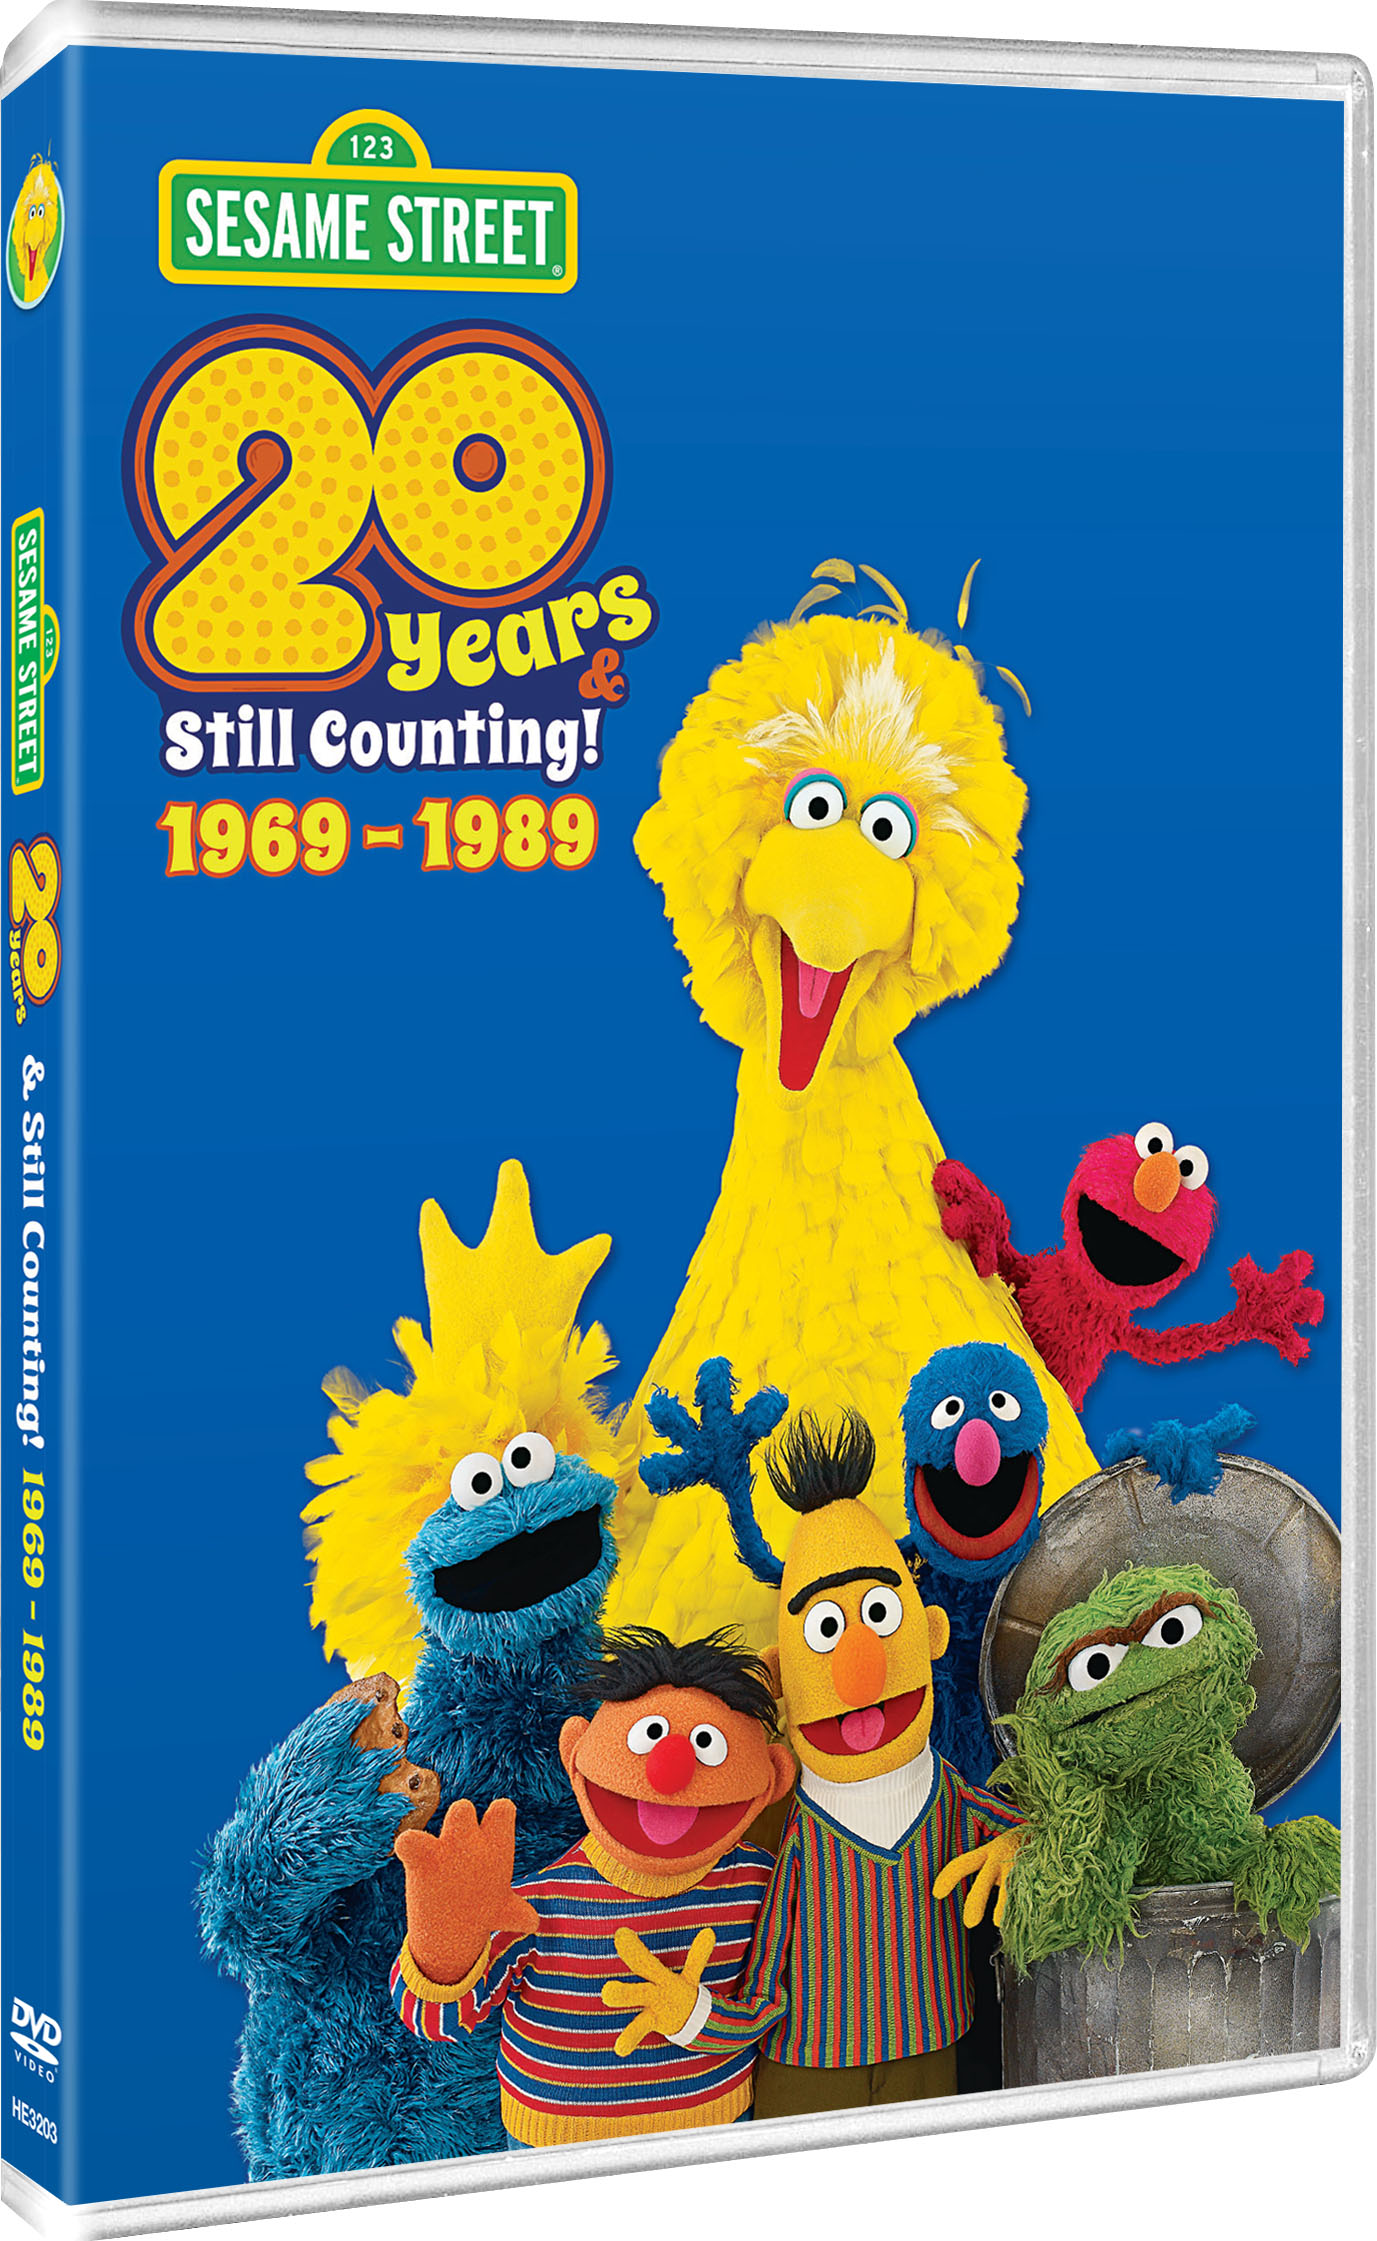 123
SESAME STREET®
20
years
&
Still Counting!
1969 – 1989
SESAME STREET
123
20
years
& Still Counting! 1969 – 1989
DVD
VIDEO
HE3203